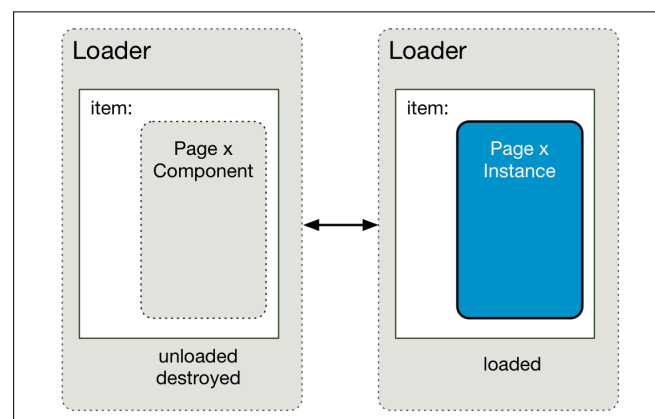 Loader
item:
Page x
Component
unloaded
destroyed
Loader
item:
Page x
Instance
loaded